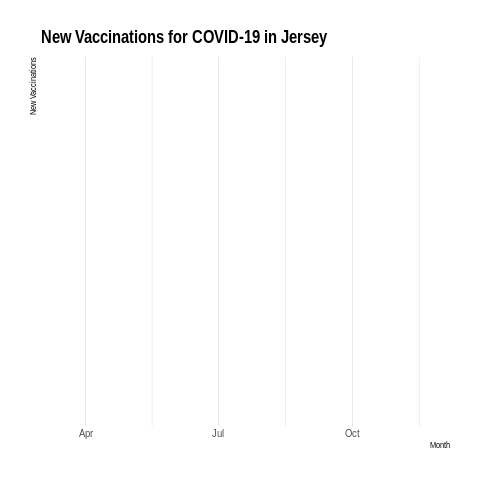 New Vaccinations for COVID-19 in Jersey
New Vaccinations
Apr Jul Oct
Month